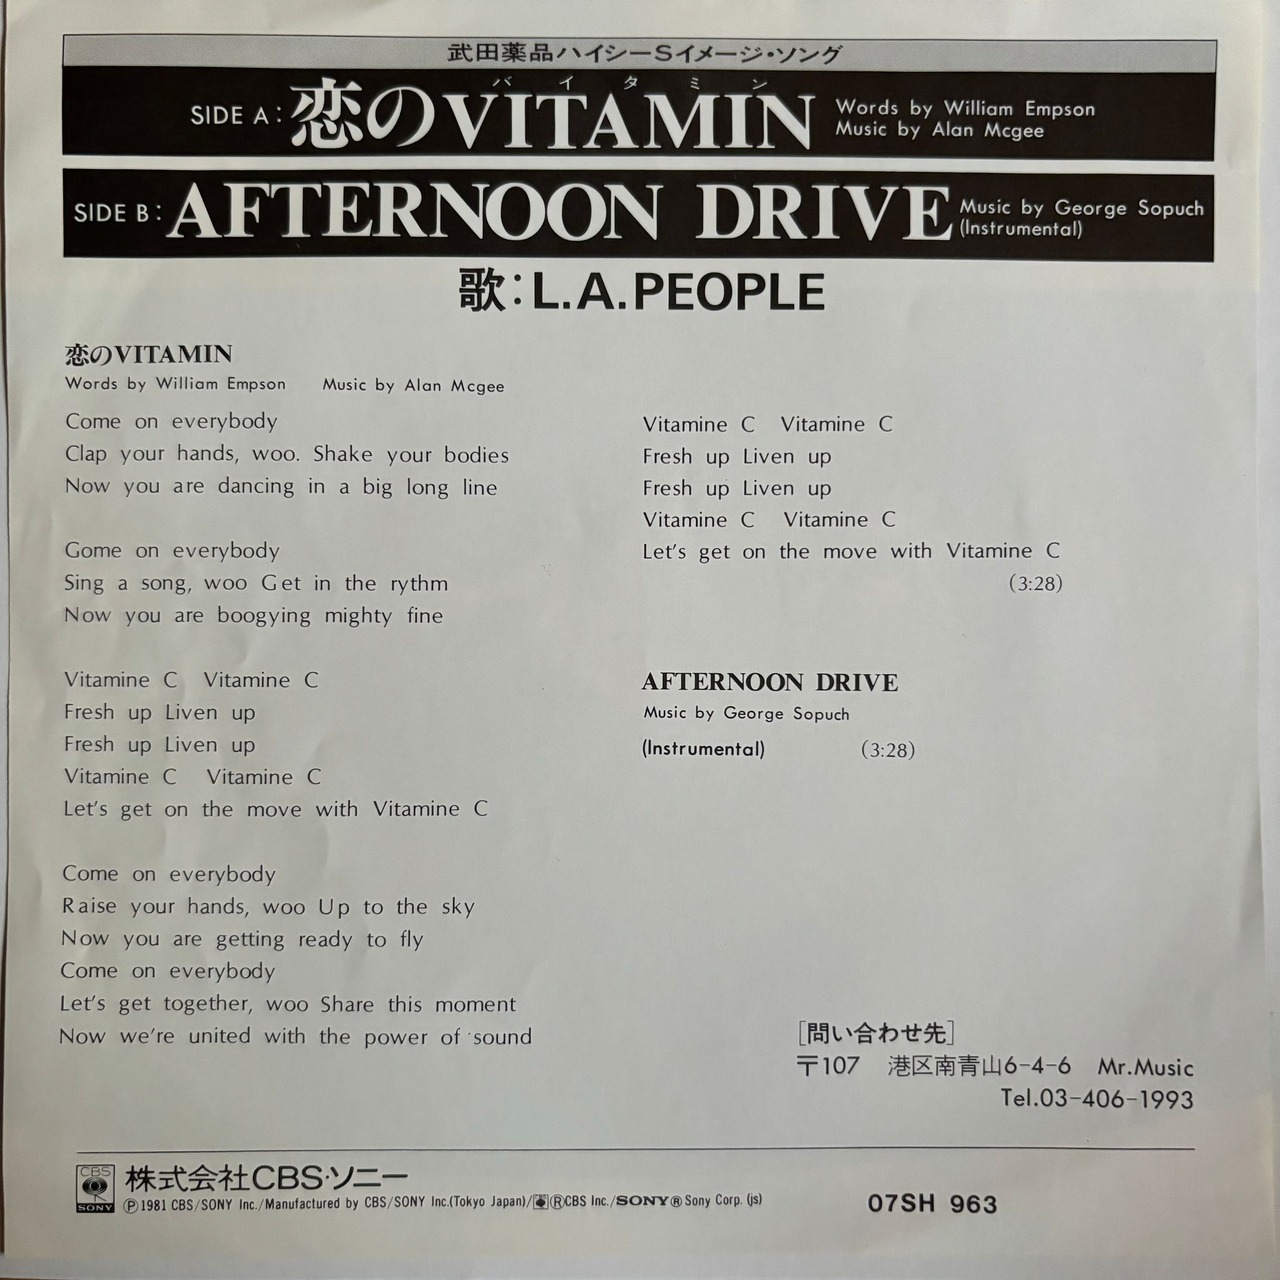 武田薬品ハイシーSイメージ・ソング
バイタミン
SIDE A: 恋のVITAMIN Words by William Empson
Music by Alan Mcgee
SIDE B: AFTERNOON DRIVE Music by George Sopuch
(Instrumental)
歌:L.A.PEOPLE
恋のVITAMIN
Words by William Empson Music by Alan Mcgee
Come on everybody
Clap your hands, woo. Shake your bodies
Now you are dancing in a big long line
Gome on everybody
Sing a song, woo Get in the rythm
Now you are boogying mighty fine
Vitamine C Vitamine C
Fresh up Liven up
Fresh up Liven up
Vitamine C Vitamine C
Let's get on the move with Vitamine C
Come on everybody
Raise your hands, woo Up to the sky
Now you are getting ready to fly
Come on everybody
Let's get together, woo Share this moment
Now we're united with the power of sound
Vitamine C Vitamine C
Fresh up Liven up
Fresh up Liven up
Vitamine C Vitamine C
Let's get on the move with Vitamine C
(3:28)
AFTERNOON DRIVE
Music by George Sopuch
(Instrumental) (3:28)
[問い合わせ先]
〒107 港区南青山6-4-6 Mr.Music
Tel.03-406-1993
CBS SONY 株式会社CBS・ソニー
Ⓟ1981 CBS/SONY Inc./Manufactured by CBS/SONY Inc.(Tokyo Japan)/®CBS Inc./SONY® Sony Corp. (js)
07SH 963